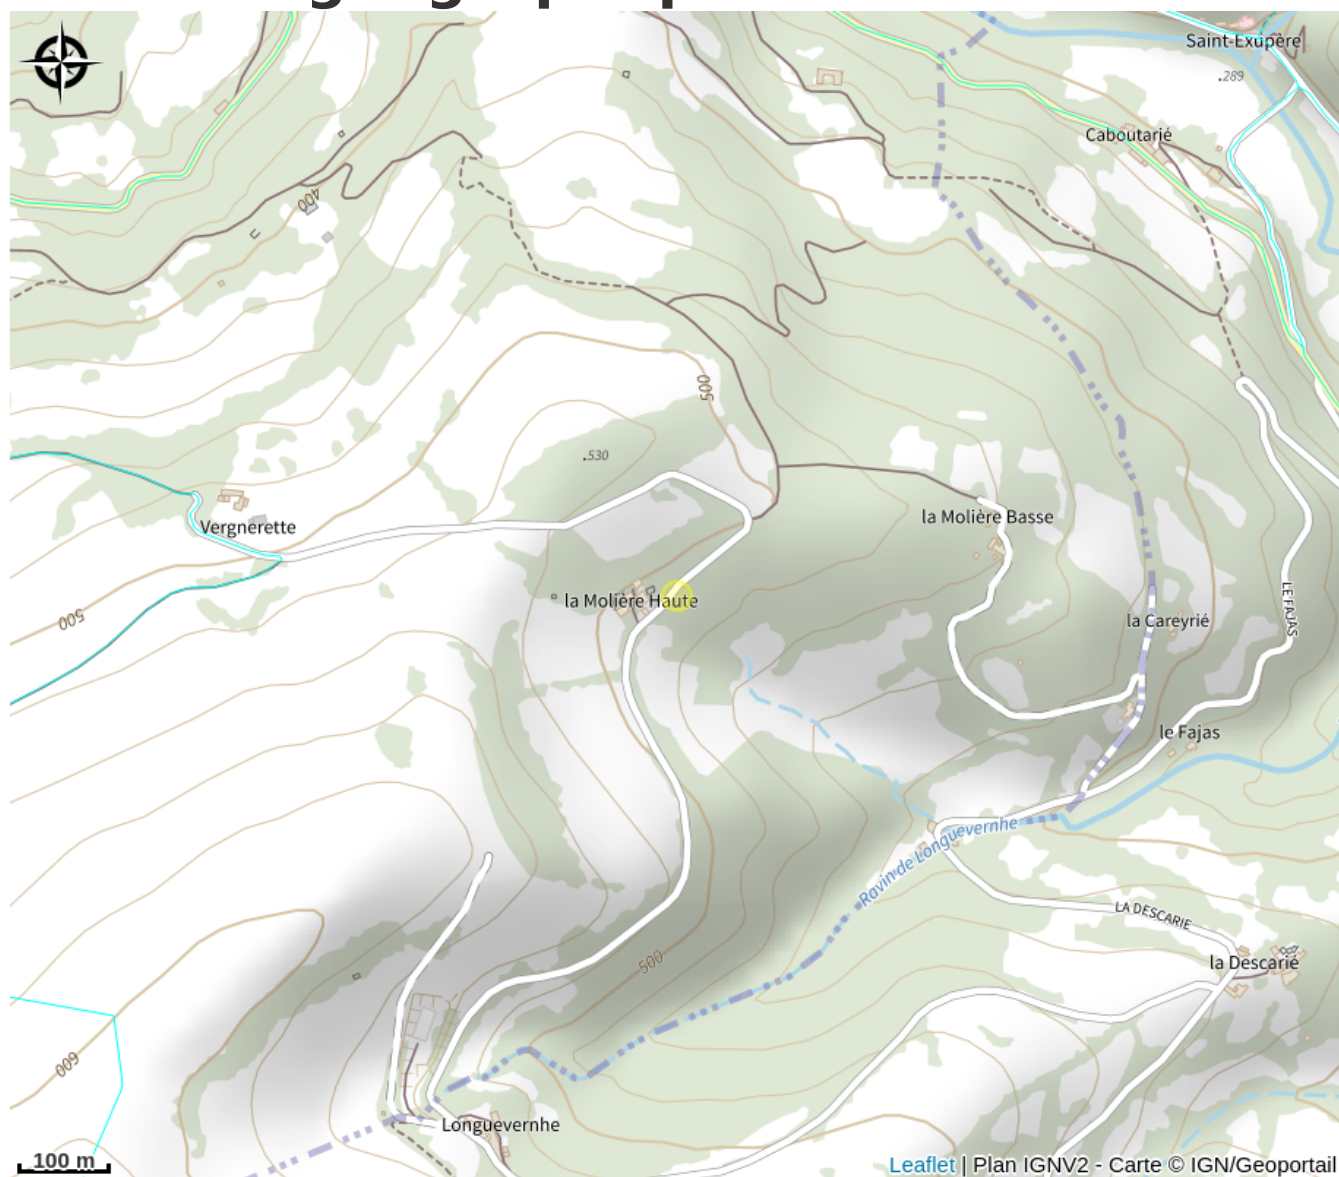 Saint-Exupère
.289
Caboutarié
400
500
.530
Vergnerette
la Molière Basse
la Molière Haute
500
LE FAJAS
la Careyrié
le Fajas
Ravin de Longuevernhe
LA DESCARIE
500
la Descarié
600
Longuevernhe
100 m
Leaflet | Plan IGNV2 - Carte © IGN/Geoportail